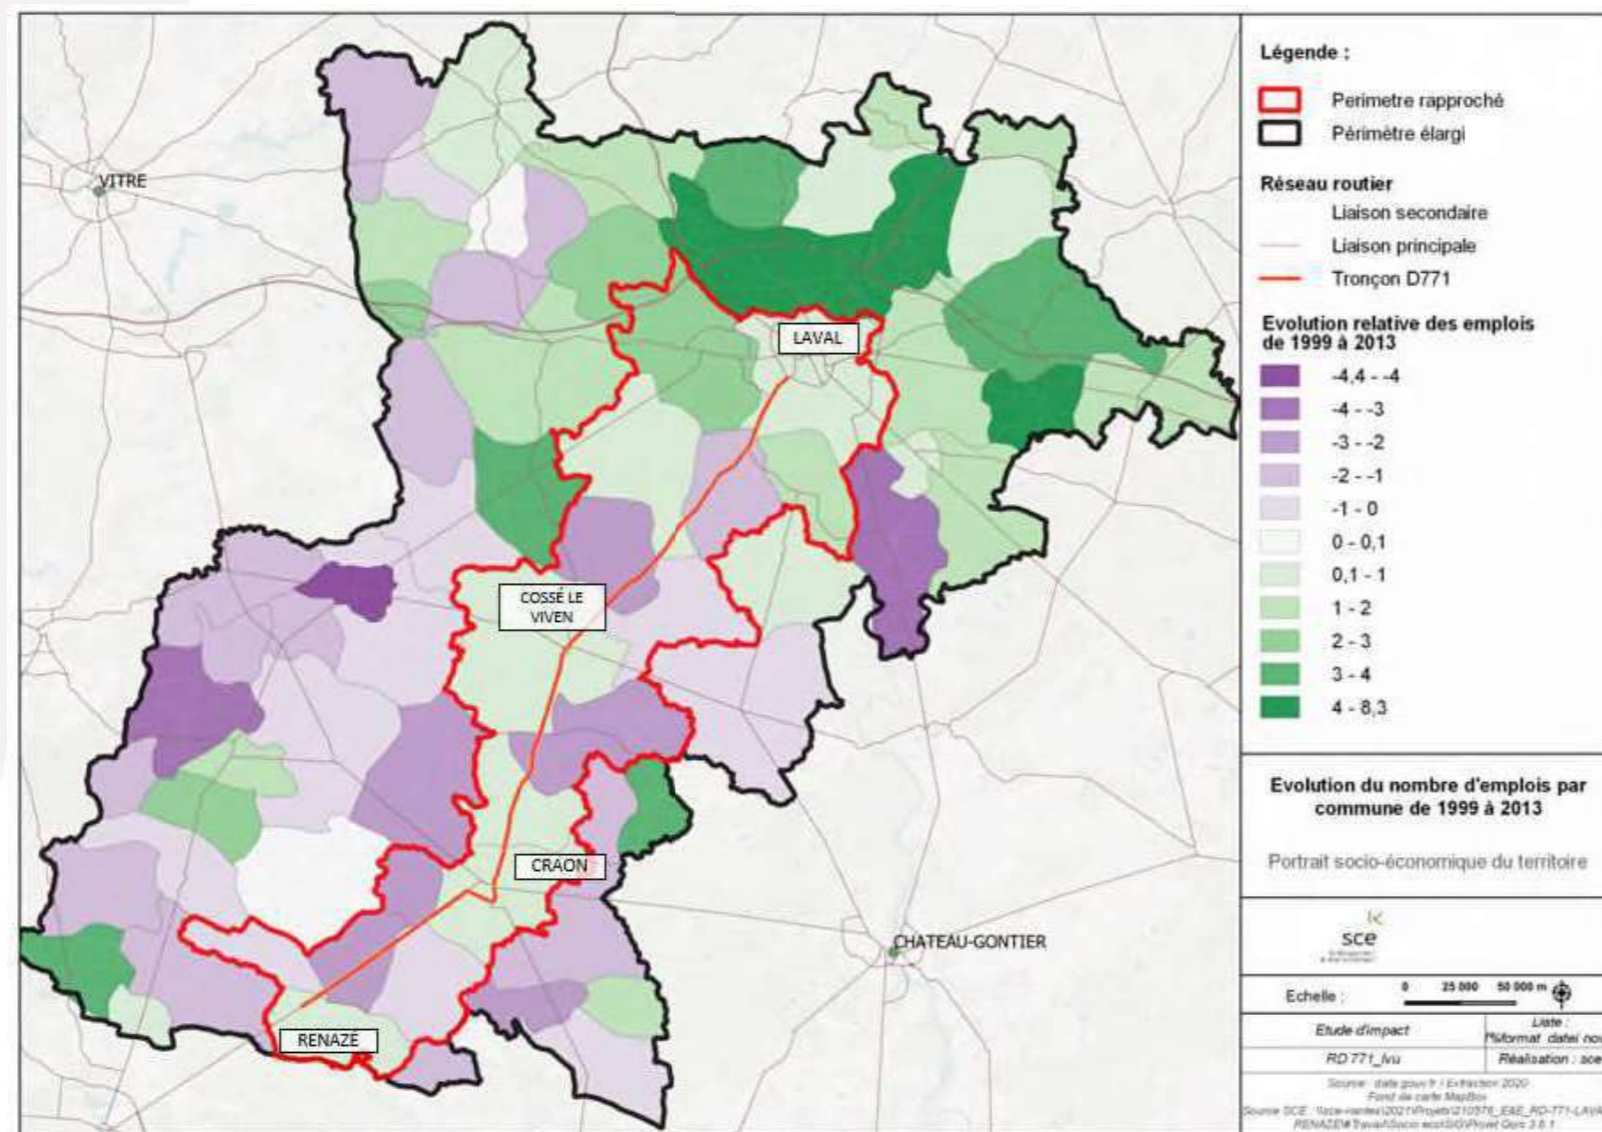 VITRE
LAVAL
COSSÉ LE
VIVEN
CRAON
CHATEAU-GONTIER
RENAZÉ
Légende :
Perimetre rapproché
Périmètre élargi
Réseau routier
Liaison secondaire
Liaison principale
Tronçon D771
Evolution relative des emplois
de 1999 à 2013
-4,4 - -4
-4 - -3
-3 - -2
-2 - -1
-1 - 0
0 - 0,1
0,1 - 1
1 - 2
2 - 3
3 - 4
4 - 8,3
Evolution du nombre d'emplois par
commune de 1999 à 2013
Portrait socio-économique du territoire
sce
Echelle :
0 25 000 50 000 m
Etude d'impact
RD 771_lvu
Réalisation : sce
Source : data.gouv.fr / Extraction 2020
Fond de carte MapBox